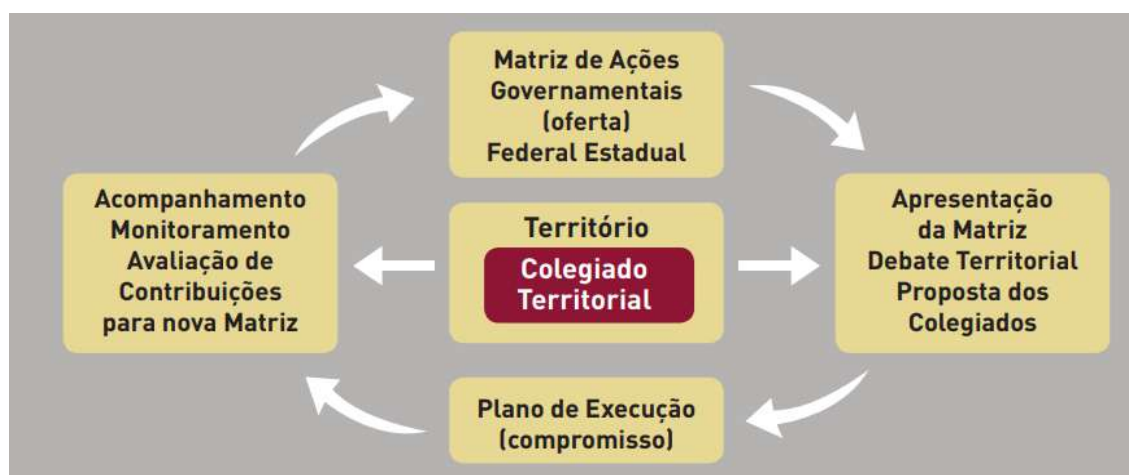 Matriz de Ações
Governamentais
(oferta)
Federal Estadual
Acompanhamento
Monitoramento
Avaliação de
Contribuições
para nova Matriz
Território
Colegiado
Territorial
Apresentação
da Matriz
Debate Territorial
Proposta dos
Colegiados
Plano de Execução
(compromisso)